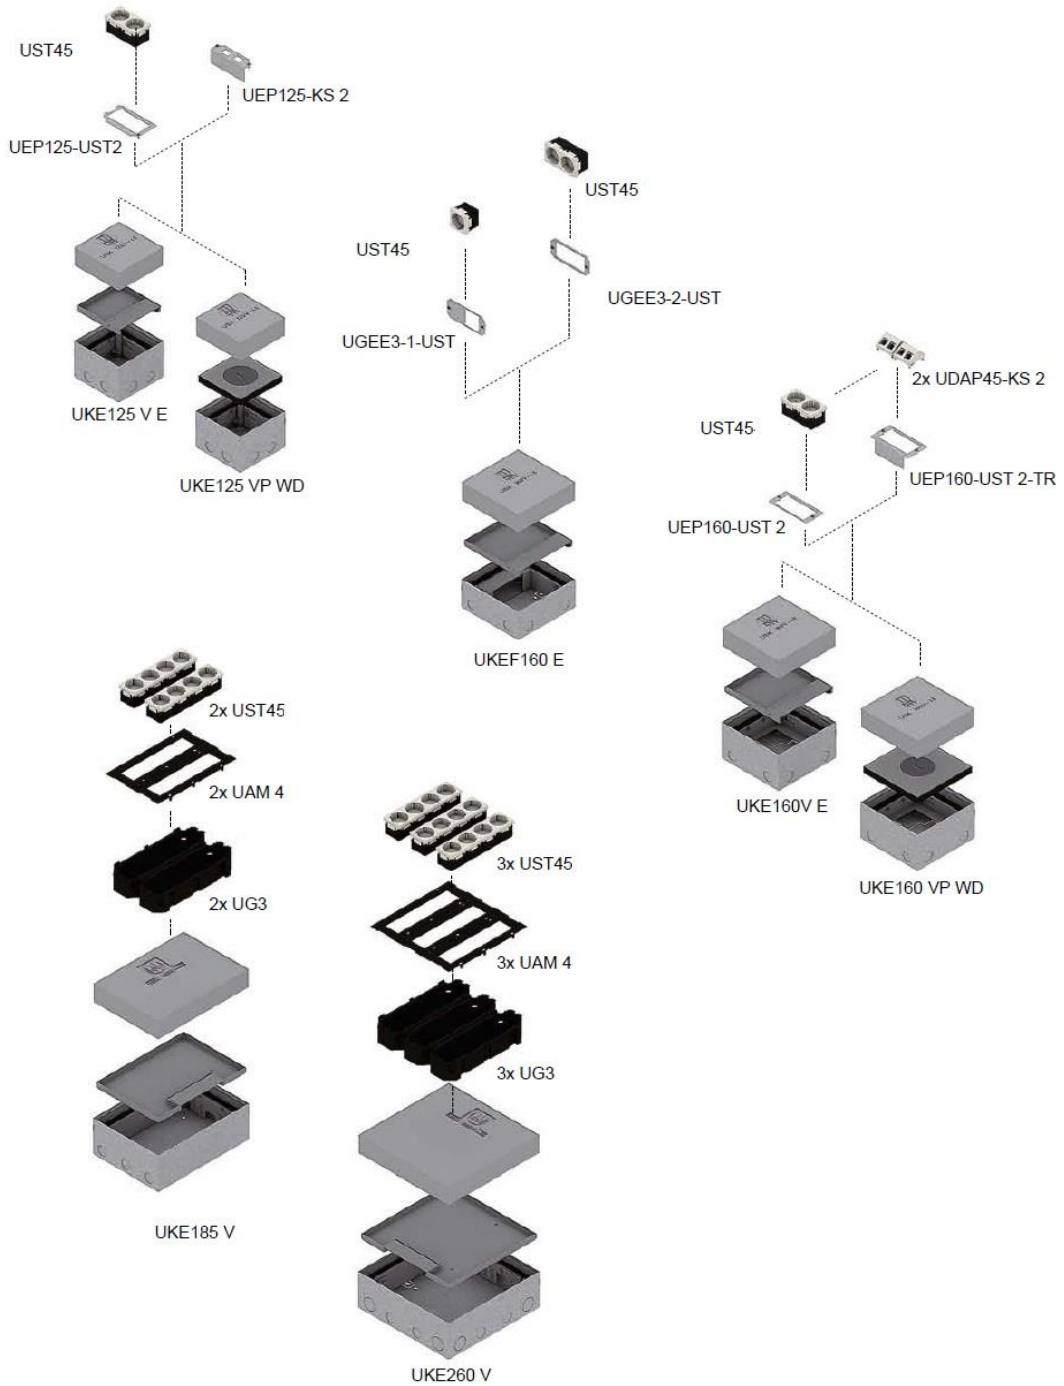 UST45
UEP125-KS 2
UEP125-UST2
UKE125 V E
UKE125 VP WD
UST45
UST45
UGEE3-2-UST
UGEE3-1-UST
UKEF160 E
2x UDAP45-KS 2
UST45
UEP160-UST 2-TR
UEP160-UST 2
UKE160V E
UKE160 VP WD
2x UST45
2x UAM 4
2x UG3
UKE185 V
3x UST45
3x UAM 4
3x UG3
UKE260 V